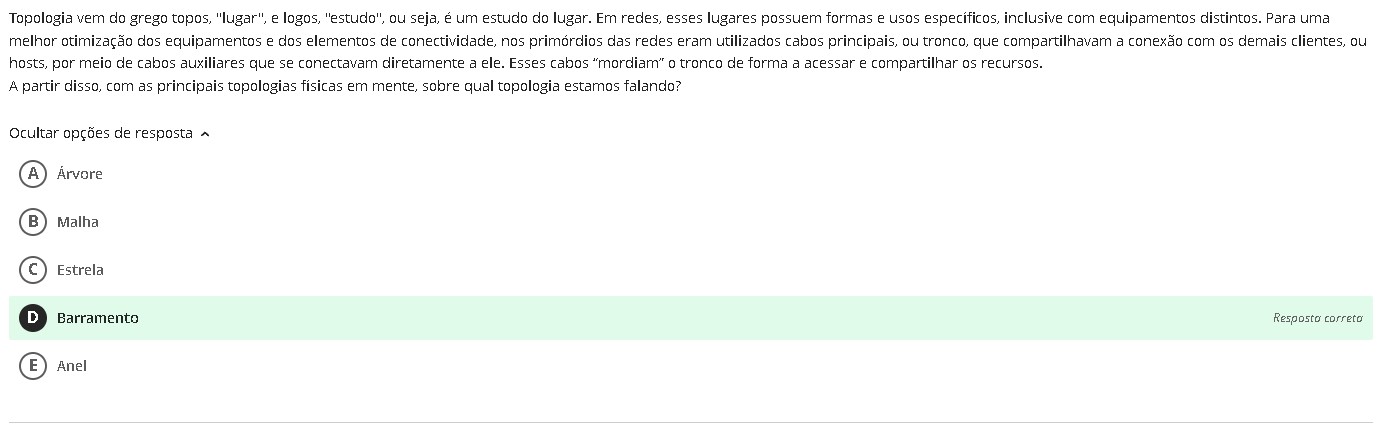 Topologia vem do grego topos, "lugar", e logos, "estudo", ou seja, é um estudo do lugar. Em redes, esses lugares possuem formas e usos específicos, inclusive com equipamentos distintos. Para uma
melhor otimização dos equipamentos e dos elementos de conectividade, nos primórdios das redes eram utilizados cabos principais, ou tronco, que compartilhavam a conexão com os demais clientes, ou
hosts, por meio de cabos auxiliares que se conectavam diretamente a ele. Esses cabos “mordiam” o tronco de forma a acessar e compartilhar os recursos.
A partir disso, com as principais topologias físicas em mente, sobre qual topologia estamos falando?
Ocultar opções de resposta
A Árvore
B Malha
C Estrela
D Barramento Resposta correta
E Anel